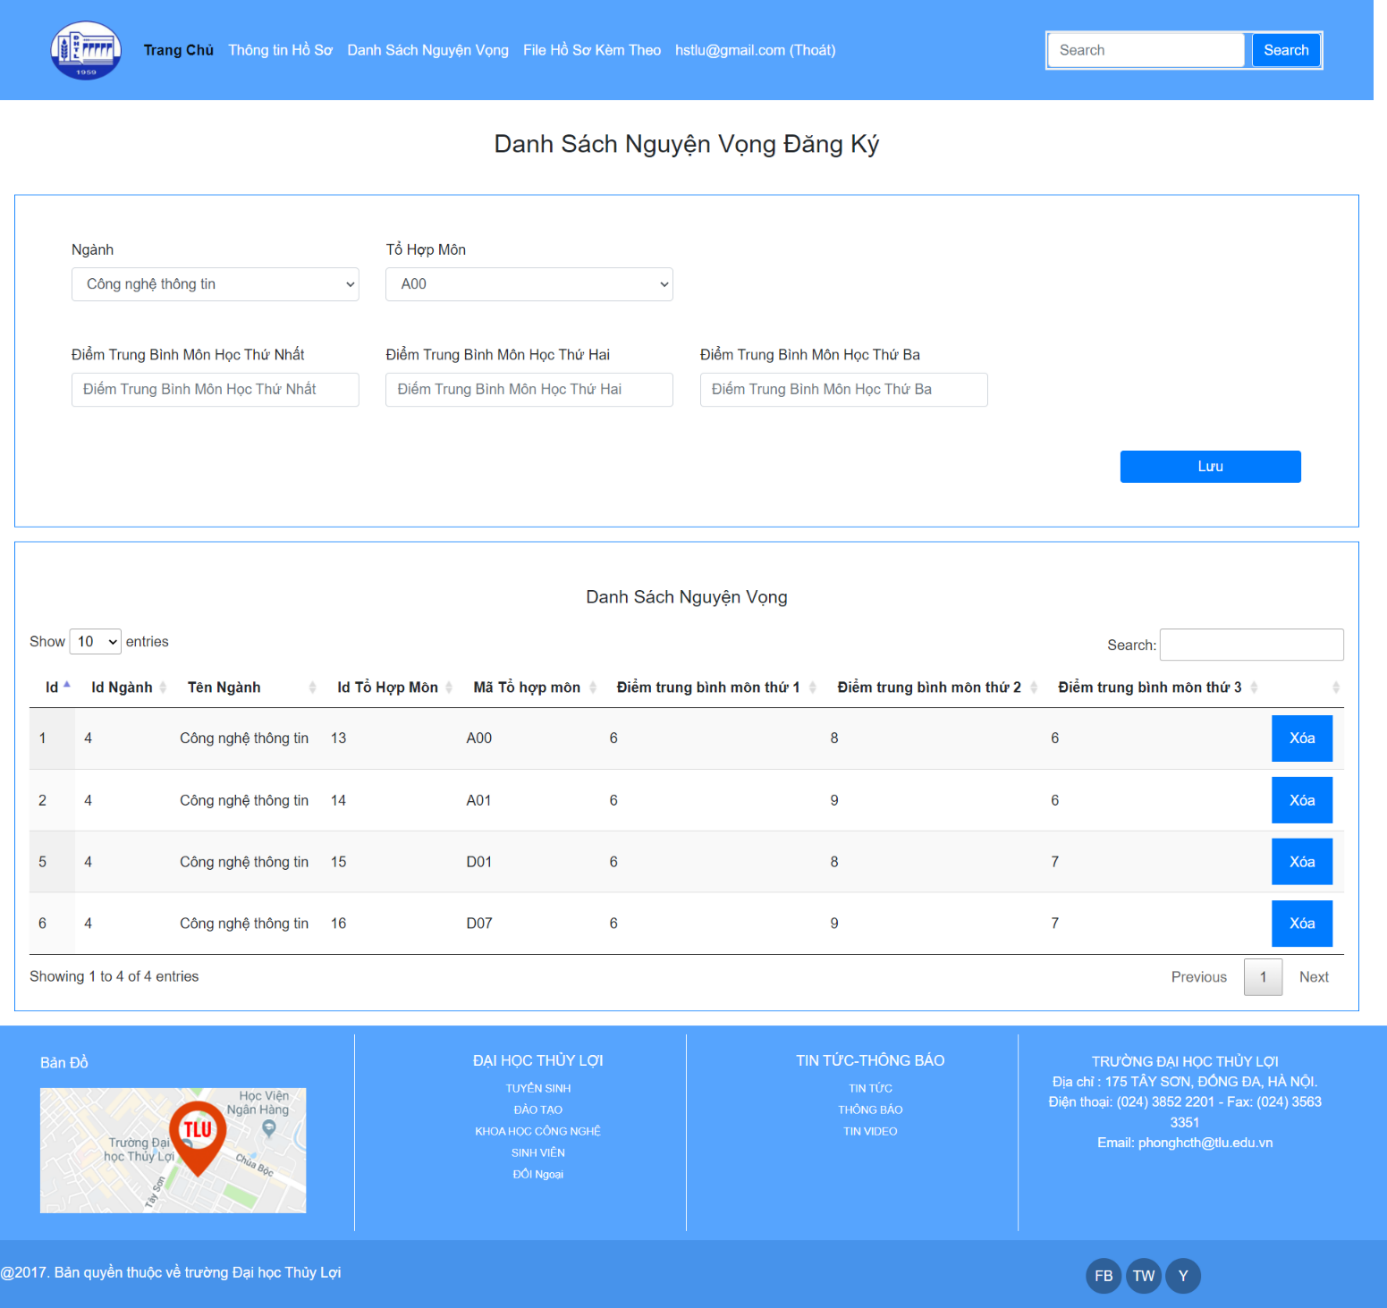 1959
Trang Chủ Thông tin Hồ Sơ Danh Sách Nguyện Vọng File Hồ Sơ Kèm Theo hstlu@gmail.com (Thoát)
Search Search
Danh Sách Nguyện Vọng Đăng Ký
Ngành Tổ Hợp Môn
Công nghệ thông tin A00
Điểm Trung Bình Môn Học Thứ Nhất Điểm Trung Bình Môn Học Thứ Hai Điểm Trung Bình Môn Học Thứ Ba
Điểm Trung Bình Môn Học Thứ Nhất Điểm Trung Bình Môn Học Thứ Hai Điểm Trung Bình Môn Học Thứ Ba
Lưu
Danh Sách Nguyện Vọng
Show 10 entries Search:
Id Id Ngành Tên Ngành Id Tổ Hợp Môn Mã Tổ hợp môn Điểm trung bình môn thứ 1 Điểm trung bình môn thứ 2 Điểm trung bình môn thứ 3
1 4 Công nghệ thông tin 13 A00 6 8 6 Xóa
2 4 Công nghệ thông tin 14 A01 6 9 6 Xóa
5 4 Công nghệ thông tin 15 D01 6 8 7 Xóa
6 4 Công nghệ thông tin 16 D07 6 9 7 Xóa
Showing 1 to 4 of 4 entries Previous 1 Next
Bản Đồ
Học Viện
Ngân Hàng
TLU
Trường Đại
học Thủy Lợi
Chùa Bộc
Tây Sơn
ĐẠI HỌC THỦY LỢI
TUYỂN SINH
ĐÀO TẠO
KHOA HỌC CÔNG NGHỆ
SINH VIÊN
ĐỐI Ngoại
TIN TỨC-THÔNG BÁO
TIN TỨC
THÔNG BÁO
TIN VIDEO
TRƯỜNG ĐẠI HỌC THỦY LỢI
Địa chỉ : 175 TÂY SƠN, ĐỐNG ĐA, HÀ NỘI.
Điện thoại: (024) 3852 2201 - Fax: (024) 3563
3351
Email: phonghcth@tlu.edu.vn
@2017. Bản quyền thuộc về trường Đại học Thủy Lợi
FB TW Y